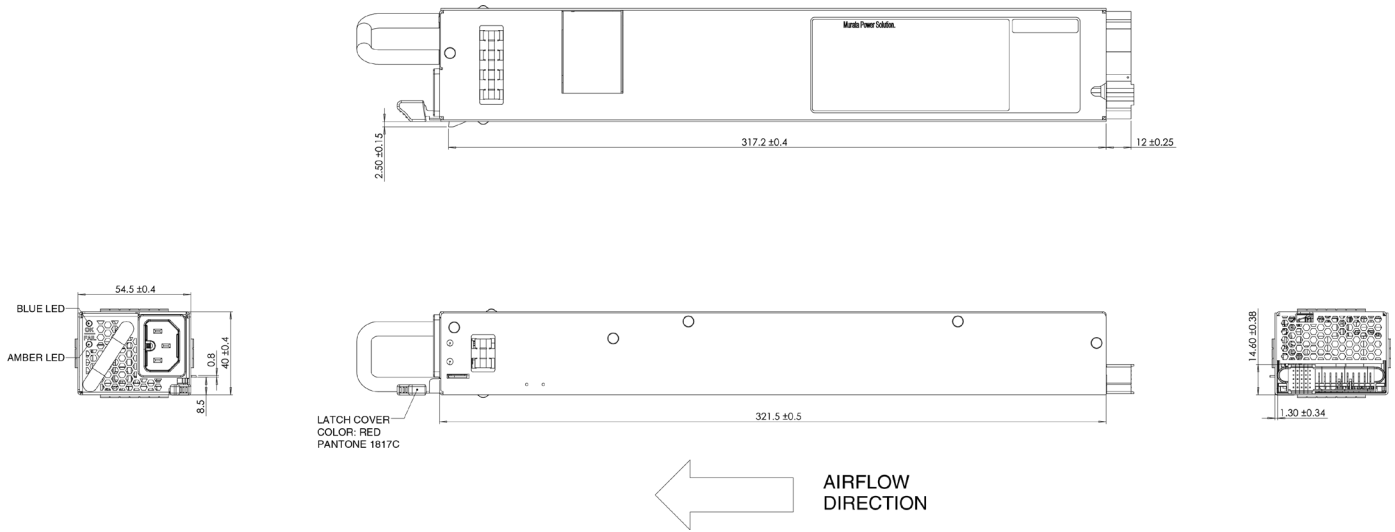 Murata Power Solution.
2.50 ±0.15
317.2 ±0.4
12 ±0.25
54.5 ±0.4
BLUE LED
OK
FAIL
AMBER LED
0.8
40 ±0.4
8.5
LATCH COVER
COLOR: RED
PANTONE 1817C
321.5 ±0.5
14.60 ±0.38
1.30 ±0.34
AIRFLOW
DIRECTION